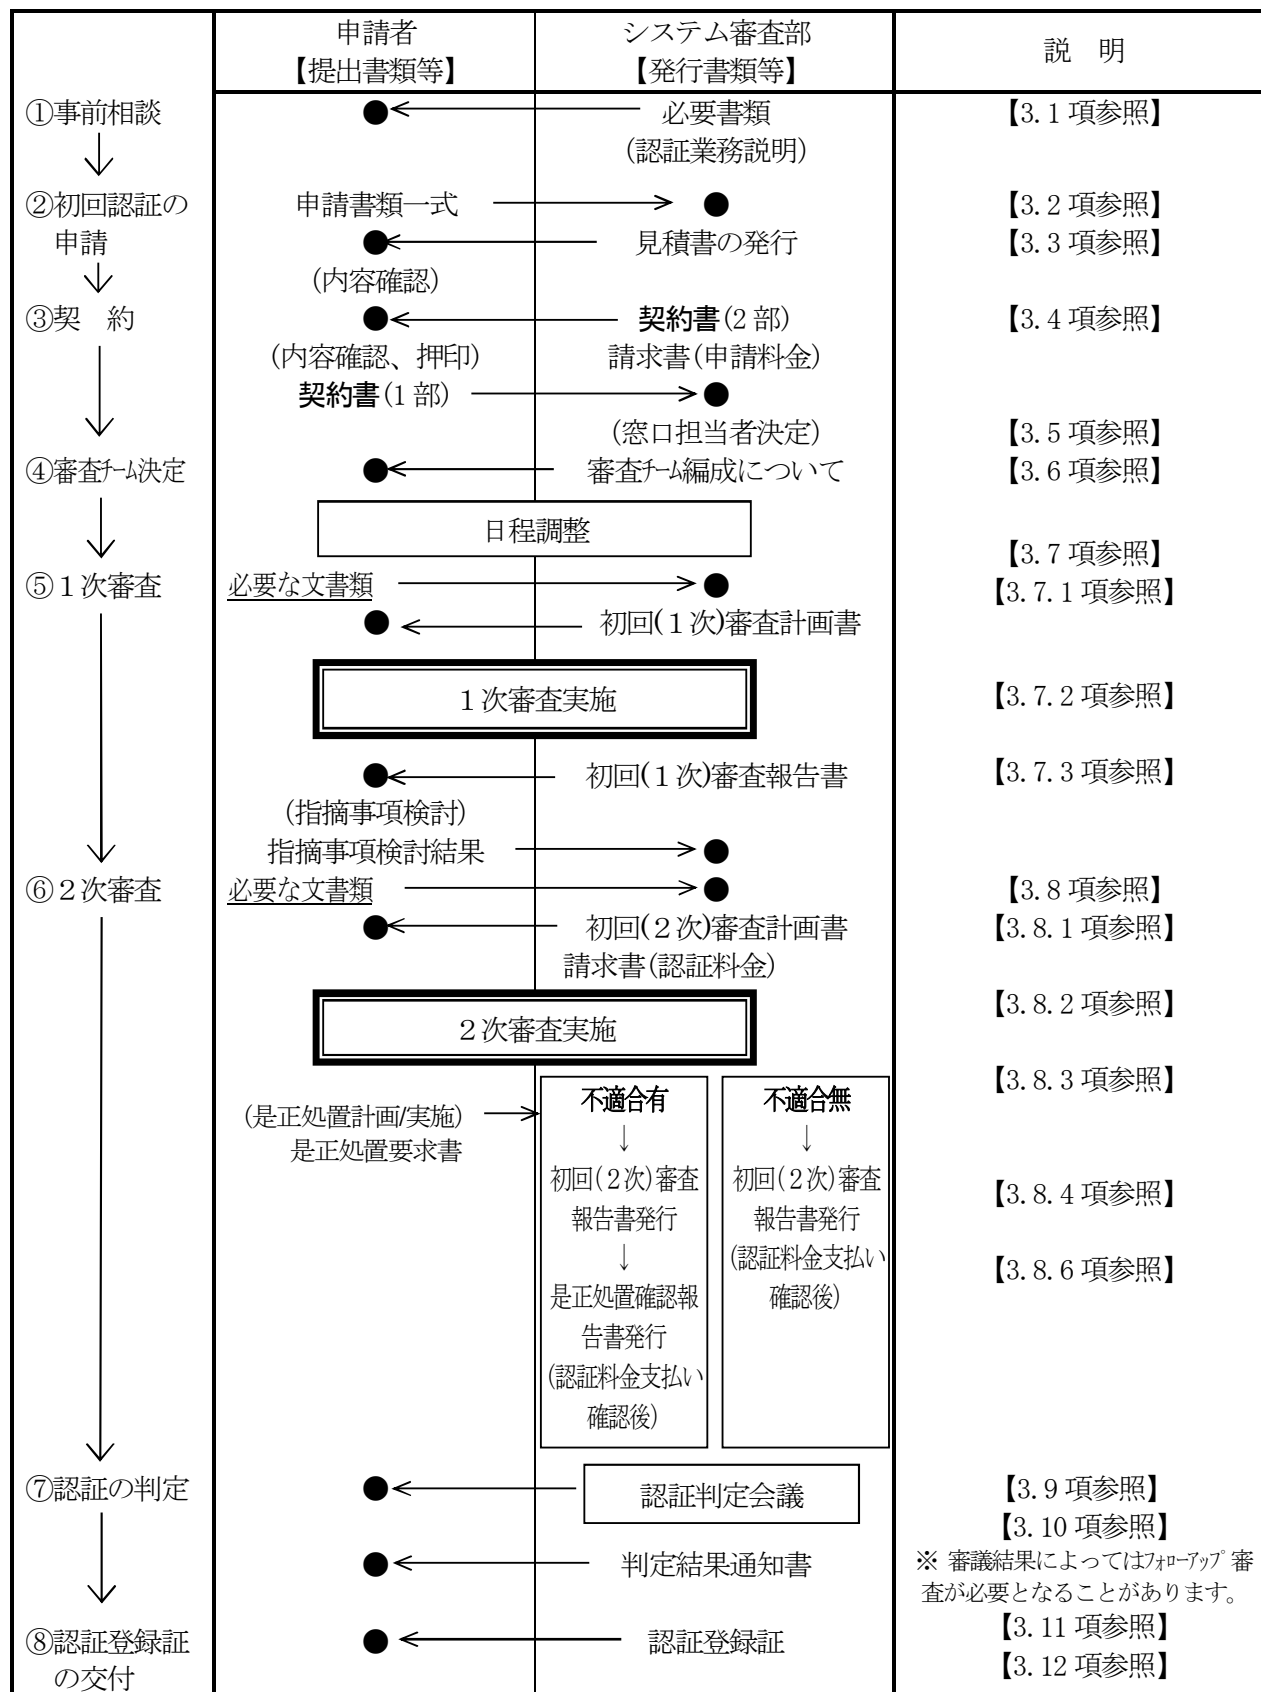 申請者
【提出書類等】
システム審査部
【発行書類等】
説　明
①事前相談
必要書類
(認証業務説明)
【3.1 項参照】
②初回認証の
申請
申請書類一式
【3.2 項参照】
見積書の発行
【3.3 項参照】
(内容確認)
③契　約
契約書(2 部)
【3.4 項参照】
(内容確認、押印)
請求書(申請料金)
契約書(1 部)
(窓口担当者決定)
【3.5 項参照】
④審査ﾁｰﾑ決定
審査ﾁｰﾑ編成について
【3.6 項参照】
日程調整
【3.7 項参照】
⑤１次審査
必要な文書類
【3.7.1 項参照】
初回(１次)審査計画書
１次審査実施
【3.7.2 項参照】
初回(１次)審査報告書
【3.7.3 項参照】
(指摘事項検討)
指摘事項検討結果
⑥２次審査
必要な文書類
【3.8 項参照】
初回(２次)審査計画書
【3.8.1 項参照】
請求書(認証料金)
２次審査実施
【3.8.2 項参照】
【3.8.3 項参照】
(是正処置計画/実施)
是正処置要求書
不適合有
↓
初回(２次)審査
報告書発行
↓
是正処置確認報
告書発行
(認証料金支払い
確認後)
不適合無
↓
初回(２次)審査
報告書発行
(認証料金支払い
確認後)
【3.8.4 項参照】
【3.8.6 項参照】
⑦認証の判定
認証判定会議
【3.9 項参照】
【3.10 項参照】
判定結果通知書
※ 審議結果によってはﾌｫﾛｰｱｯﾌﾟ審
査が必要となることがあります。
⑧認証登録証
の交付
認証登録証
【3.11 項参照】
【3.12 項参照】